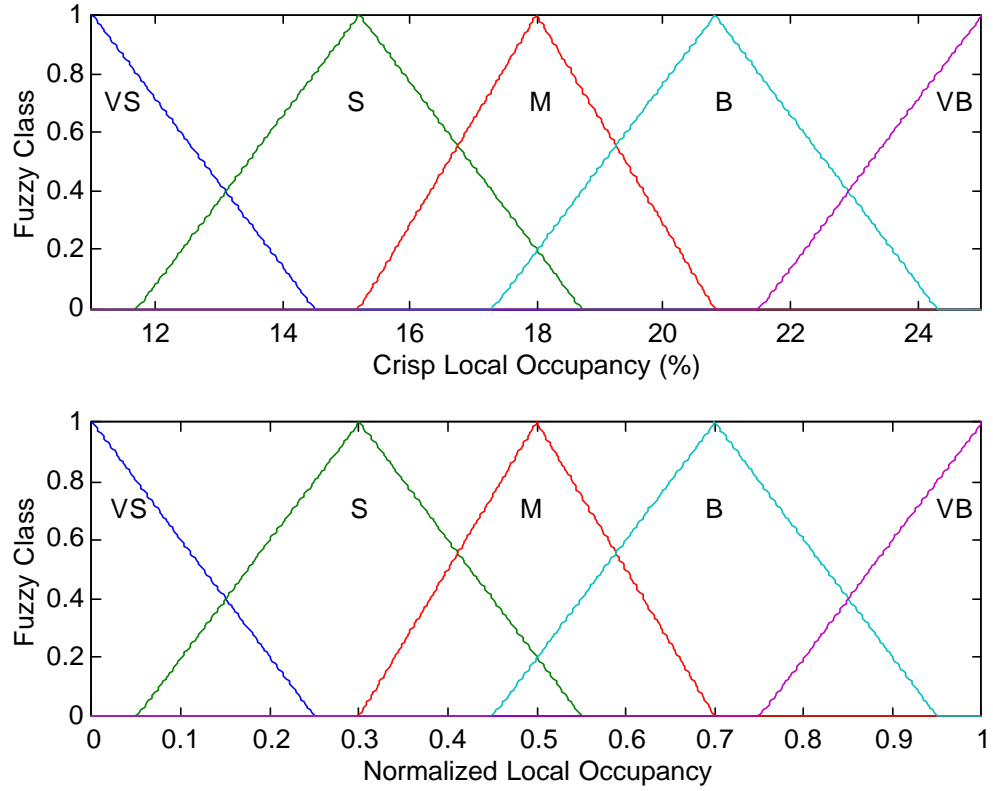 1
0.8
0.6
0.4
0.2
0
Fuzzy Class
VS
S
M
B
VB
12 14 16 18 20 22 24
Crisp Local Occupancy (%)
1
0.8
0.6
0.4
0.2
0
Fuzzy Class
VS
S
M
B
VB
0 0.1 0.2 0.3 0.4 0.5 0.6 0.7 0.8 0.9 1
Normalized Local Occupancy